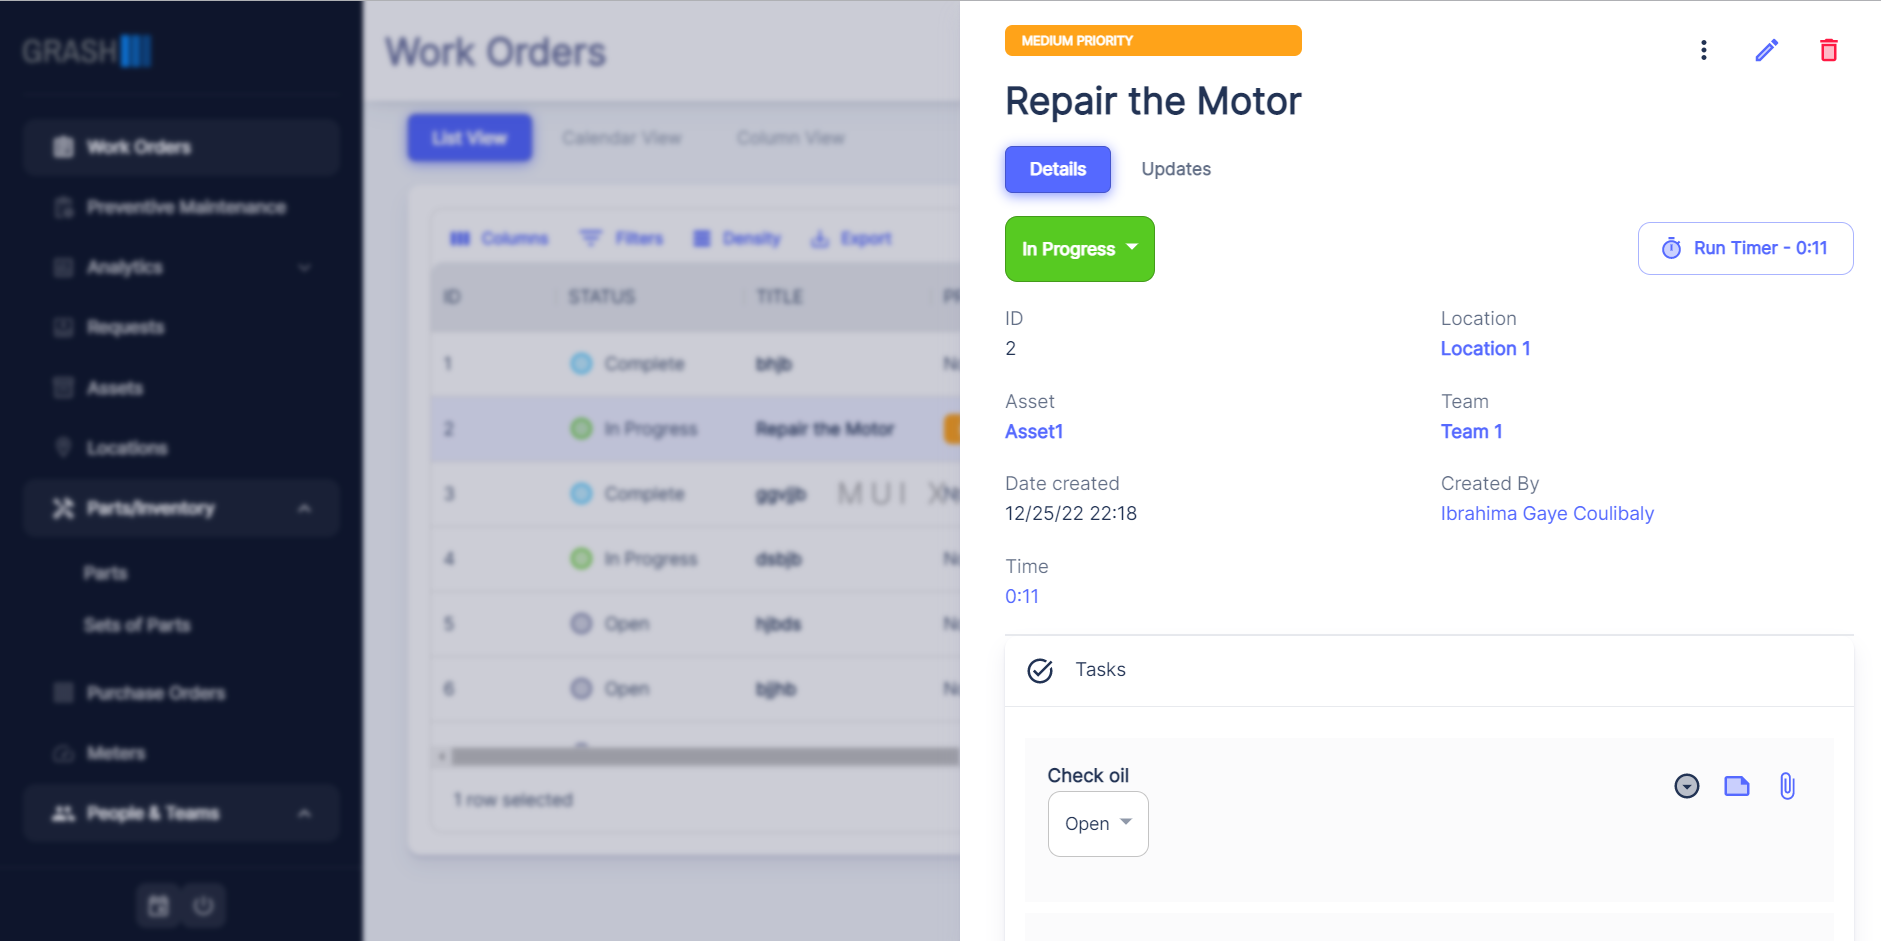 GRASH
Work Orders
Preventive Maintenance
Analytics
Requests
Assets
Locations
Parts/Inventory
Parts
Sets of Parts
Purchase Orders
Meters
People & Teams
Work Orders
List View
Calendar View
Column View
Columns
Filters
Density
Export
ID STATUS TITLE
1 Complete bhjb
2 In Progress Repair the Motor
3 Complete ggvjjb
4 In Progress dsbjb
5 Open hjbds
6 Open bjjhb
MUI X
1 row selected
MEDIUM PRIORITY
Repair the Motor
Details
Updates
In Progress
Run Timer - 0:11
ID
2
Location
Location 1
Asset
Asset1
Team
Team 1
Date created
12/25/22 22:18
Created By
Ibrahima Gaye Coulibaly
Time
0:11
Tasks
Check oil
Open